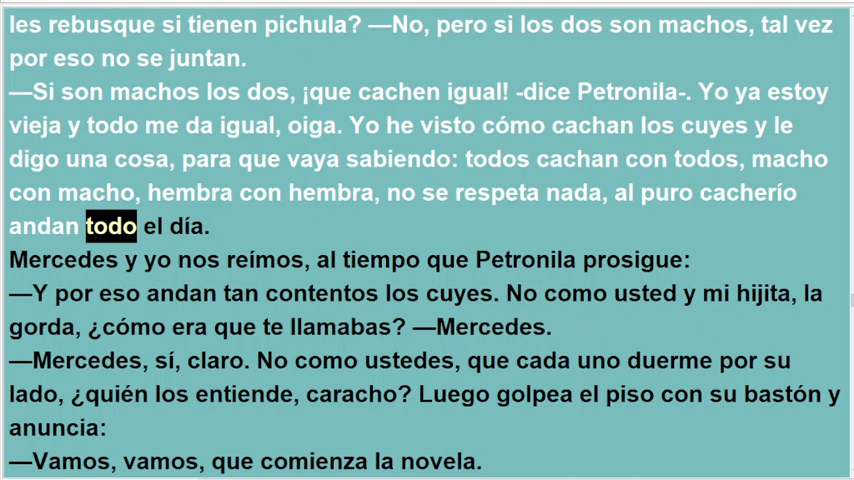 les rebusque si tienen pichula? —No, pero si los dos son machos, tal vez
por eso no se juntan.
—Si son machos los dos, ¡que cachen igual! -dice Petronila-. Yo ya estoy
vieja y todo me da igual, oiga. Yo he visto cómo cachan los cuyes y le
digo una cosa, para que vaya sabiendo: todos cachan con todos, macho
con macho, hembra con hembra, no se respeta nada, al puro cacherío
andan todo el día.
Mercedes y yo nos reímos, al tiempo que Petronila prosigue:
—Y por eso andan tan contentos los cuyes. No como usted y mi hijita, la
gorda, ¿cómo era que te llamabas? —Mercedes.
—Mercedes, sí, claro. No como ustedes, que cada uno duerme por su
lado, ¿quién los entiende, caracho? Luego golpea el piso con su bastón y
anuncia:
—Vamos, vamos, que comienza la novela.